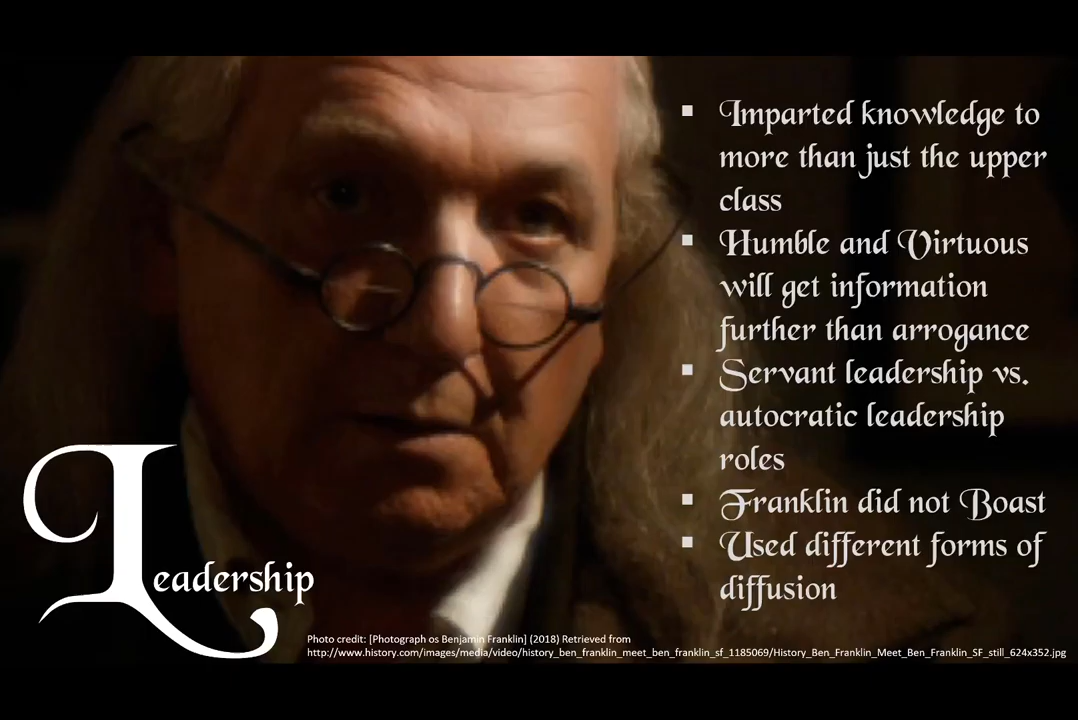 Imparted knowledge to
more than just the upper
class
Humble and Virtuous
will get information
further than arrogance
Servant leadership vs.
autocratic leadership
roles
Franklin did not Boast
Used different forms of
diffusion
Leadership
Photo credit: [Photograph os Benjamin Franklin] (2018) Retrieved from
http://www.history.com/images/media/video/history_ben_franklin_meet_ben_franklin_sf_1185069/History_Ben_Franklin_Meet_Ben_Franklin_SF_still_624x352.jpg